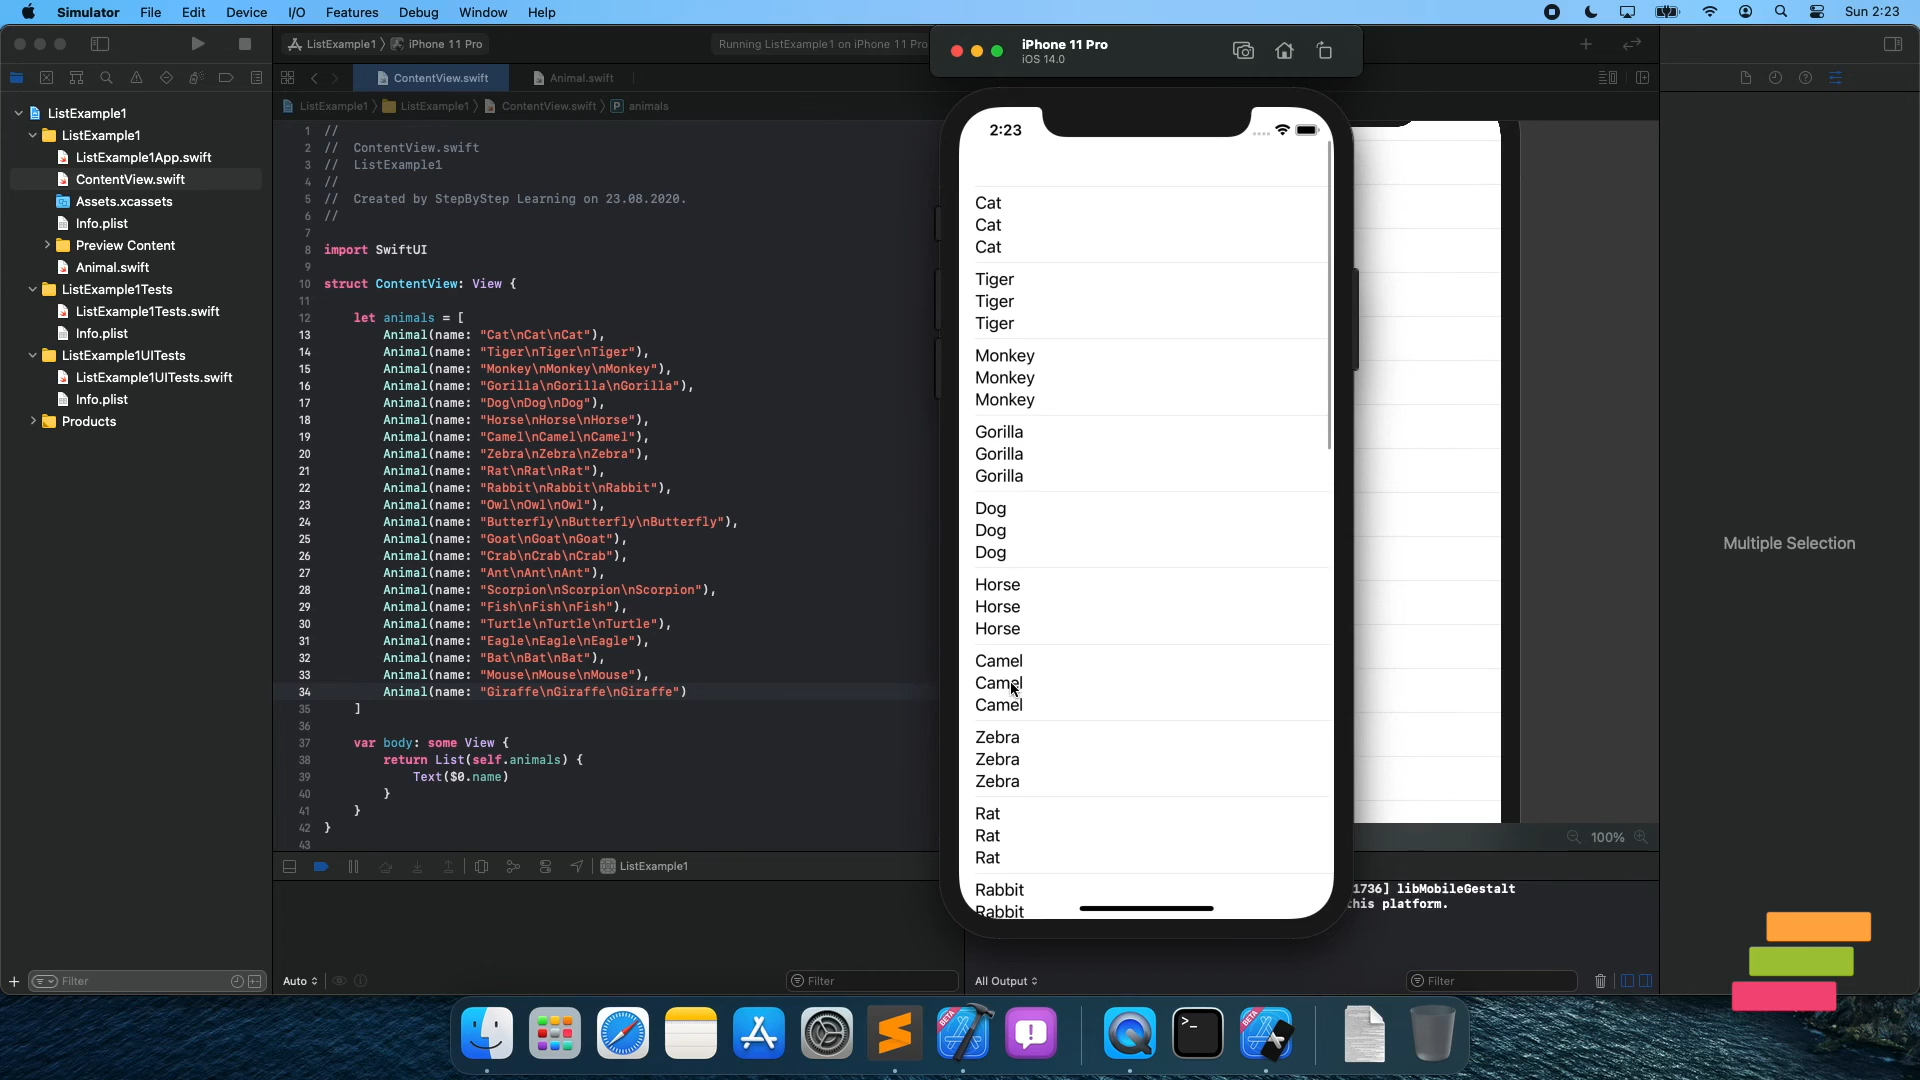 Simulator File Edit Device I/O Features Debug Window Help Sun 2:23
ListExample1 iPhone 11 Pro Running ListExample1 on iPhone 11 Pro
iPhone 11 Pro
iOS 14.0
ContentView.swift Animal.swift
ListExample1 ListExample1 ContentView.swift P animals
ListExample1
ListExample1
ListExample1App.swift
ContentView.swift
Assets.xcassets
Info.plist
Preview Content
Animal.swift
ListExample1Tests
ListExample1Tests.swift
Info.plist
ListExample1UITests
ListExample1UITests.swift
Info.plist
Products
1 //
2 // ContentView.swift
3 // ListExample1
4 //
5 // Created by StepByStep Learning on 23.08.2020.
6 //
7
8 import SwiftUI
9
10 struct ContentView: View {
11
12 let animals = [
13 Animal(name: "Cat\nCat\nCat"),
14 Animal(name: "Tiger\nTiger\nTiger"),
15 Animal(name: "Monkey\nMonkey\nMonkey"),
16 Animal(name: "Gorilla\nGorilla\nGorilla"),
17 Animal(name: "Dog\nDog\nDog"),
18 Animal(name: "Horse\nHorse\nHorse"),
19 Animal(name: "Camel\nCamel\nCamel"),
20 Animal(name: "Zebra\nZebra\nZebra"),
21 Animal(name: "Rat\nRat\nRat"),
22 Animal(name: "Rabbit\nRabbit\nRabbit"),
23 Animal(name: "Owl\nOwl\nOwl"),
24 Animal(name: "Butterfly\nButterfly\nButterfly"),
25 Animal(name: "Goat\nGoat\nGoat"),
26 Animal(name: "Crab\nCrab\nCrab"),
27 Animal(name: "Ant\nAnt\nAnt"),
28 Animal(name: "Scorpion\nScorpion\nScorpion"),
29 Animal(name: "Fish\nFish\nFish"),
30 Animal(name: "Turtle\nTurtle\nTurtle"),
31 Animal(name: "Eagle\nEagle\nEagle"),
32 Animal(name: "Bat\nBat\nBat"),
33 Animal(name: "Mouse\nMouse\nMouse"),
34 Animal(name: "Giraffe\nGiraffe\nGiraffe")
35 ]
36
37 var body: some View {
38 return List(self.animals) {
39 Text($0.name)
40 }
41 }
42 }
43
2:23
Cat
Cat
Cat
Tiger
Tiger
Tiger
Monkey
Monkey
Monkey
Gorilla
Gorilla
Gorilla
Dog
Dog
Dog
Horse
Horse
Horse
Camel
Camel
Camel
Zebra
Zebra
Zebra
Rat
Rat
Rat
Rabbit
Rabbit
Multiple Selection
100%
ListExample1
1736] libMobileGestalt
this platform.
Filter
Auto
Filter
All Output
Filter
BETA
BETA